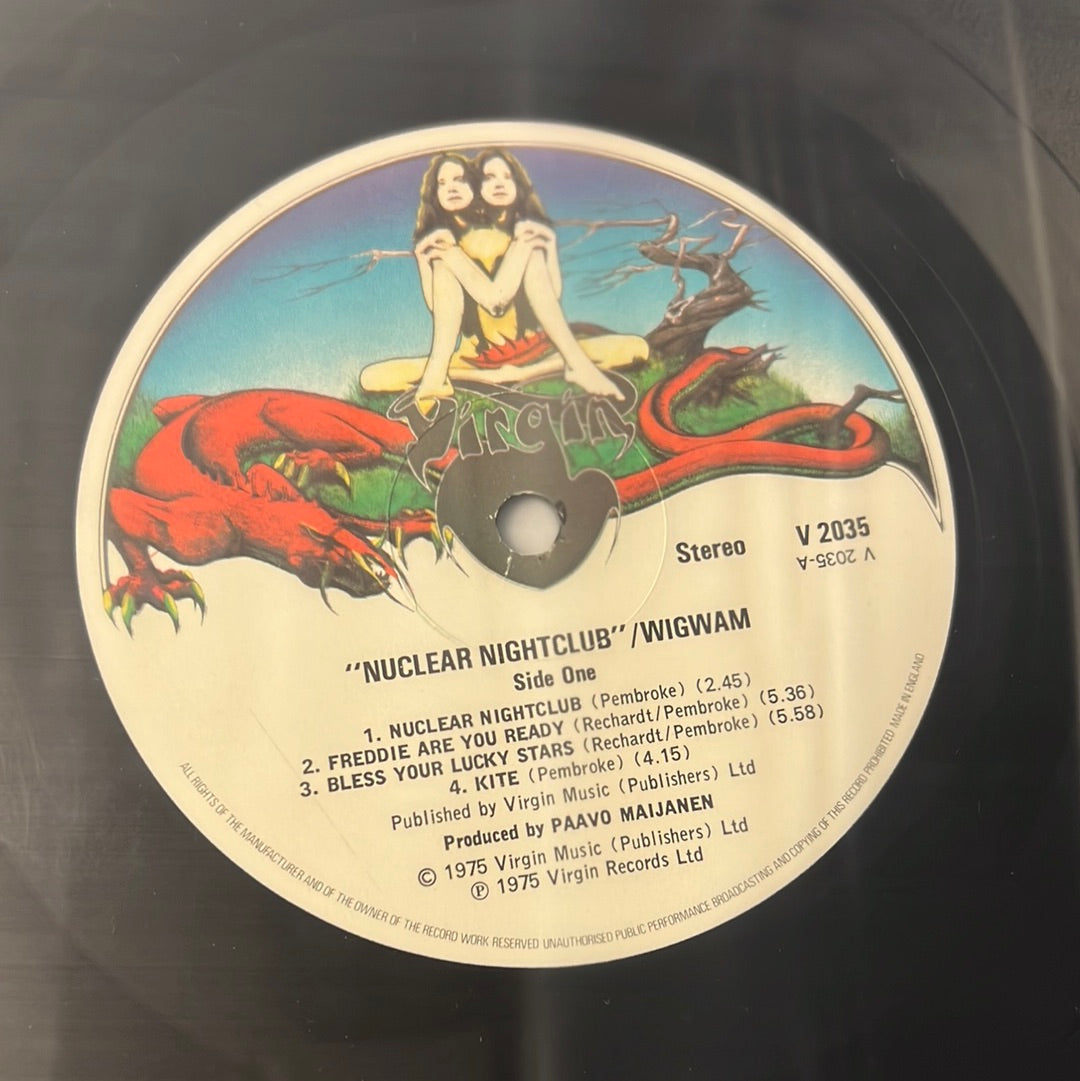 Virgin
Stereo V 2035
V 2035-A
"NUCLEAR NIGHTCLUB"/WIGWAM
Side One
1. NUCLEAR NIGHTCLUB (Pembroke) (2.45)
2. FREDDIE ARE YOU READY (Rechardt/Pembroke) (5.36)
3. BLESS YOUR LUCKY STARS (Rechardt/Pembroke) (5.58)
4. KITE (Pembroke) (4.15)
Published by Virgin Music (Publishers) Ltd
Produced by PAAVO MAIJANEN
© 1975 Virgin Music (Publishers) Ltd
℗ 1975 Virgin Records Ltd
ALL RIGHTS OF THE MANUFACTURER AND OF THE OWNER OF THE RECORD WORK RESERVED UNAUTHORISED PUBLIC PERFORMANCE BROADCASTING AND COPYING OF THIS RECORD PROHIBITED MADE IN ENGLAND